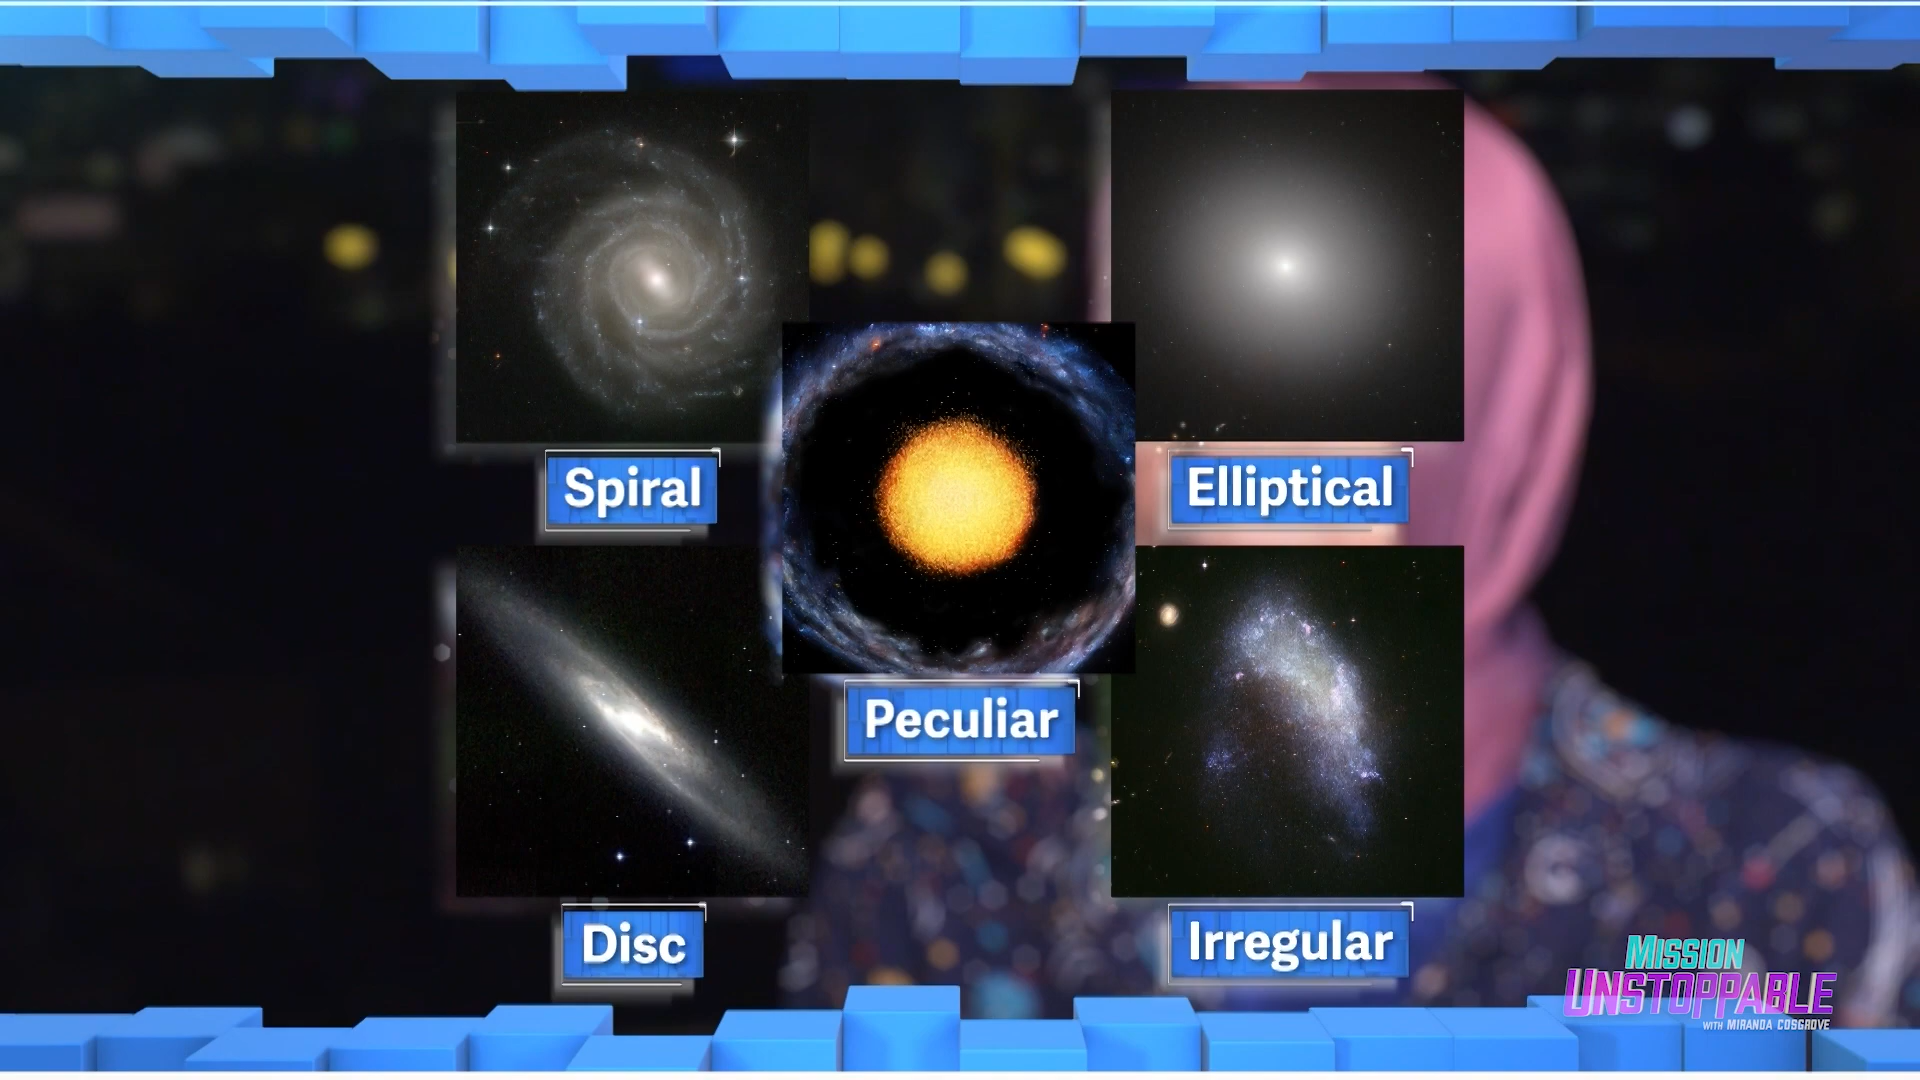 Spiral
Elliptical
Peculiar
Disc
Irregular
MISSION
UNSTOPPABLE
WITH MIRANDA COSGROVE